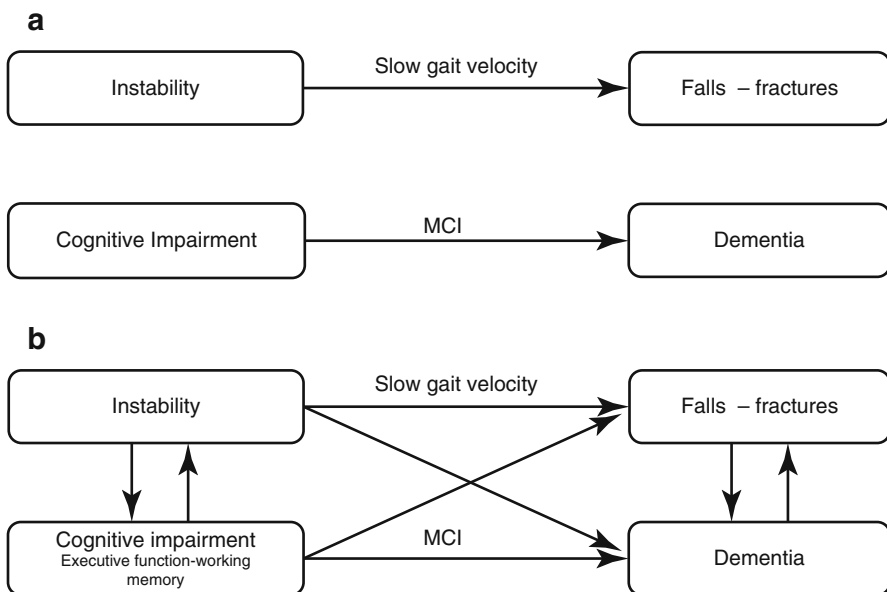 a
Instability
Slow gait velocity
Falls – fractures
Cognitive Impairment
MCI
Dementia
b
Instability
Slow gait velocity
Falls – fractures
Cognitive impairment
Executive function-working
memory
MCI
Dementia